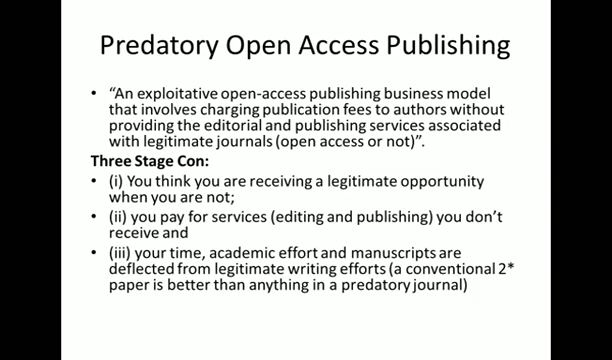 Predatory Open Access Publishing
• “An exploitative open-access publishing business model
that involves charging publication fees to authors without
providing the editorial and publishing services associated
with legitimate journals (open access or not)”.
Three Stage Con:
• (i) You think you are receiving a legitimate opportunity
when you are not;
• (ii) you pay for services (editing and publishing) you don’t
receive and
• (iii) your time, academic effort and manuscripts are
deflected from legitimate writing efforts (a conventional 2*
paper is better than anything in a predatory journal)